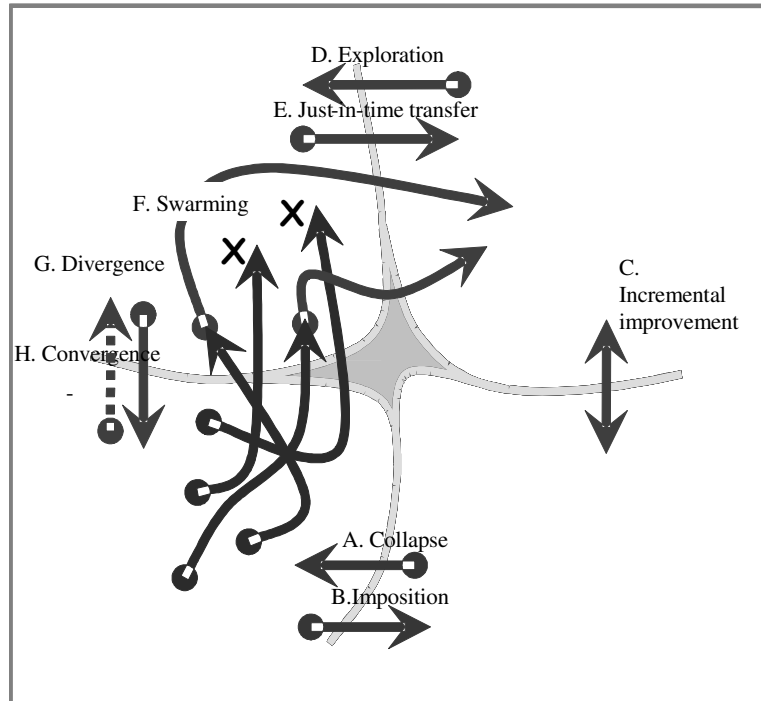 D. Exploration
E. Just-in-time transfer
F. Swarming
G. Divergence
C.
Incremental
improvement
H. Convergence
-
A. Collapse
B.Imposition